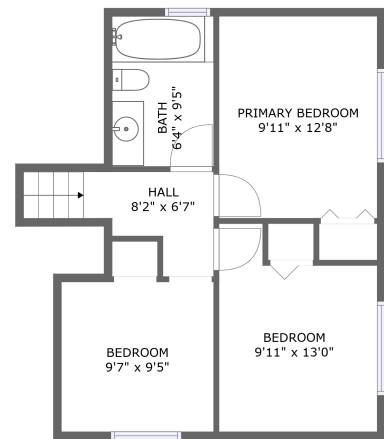 BATH
6'4" x 9'5"
PRIMARY BEDROOM
9'11" x 12'8"
HALL
8'2" x 6'7"
BEDROOM
9'11" x 13'0"
BEDROOM
9'7" x 9'5"